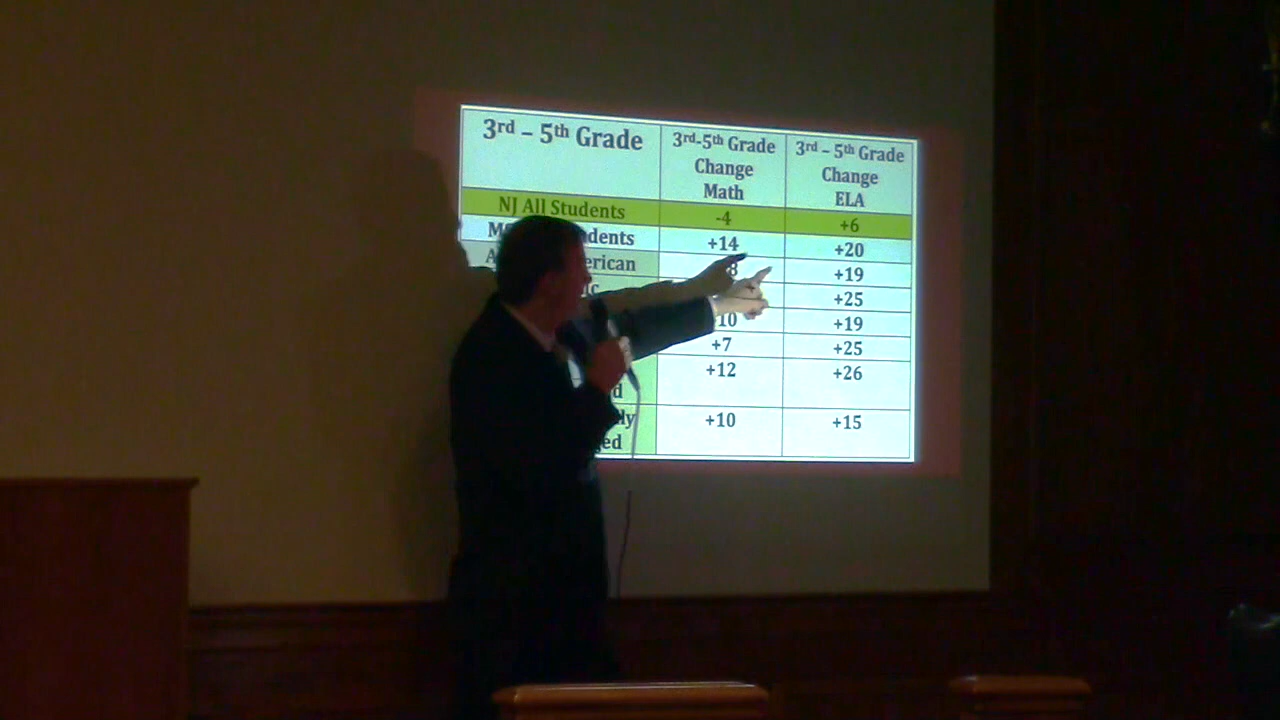 3rd – 5th Grade
3rd-5th Grade
Change
Math
3rd – 5th Grade
Change
ELA
NJ All Students -4 +6
+14 +20
+19
+25
+19
+7 +25
+12 +26
+10 +15